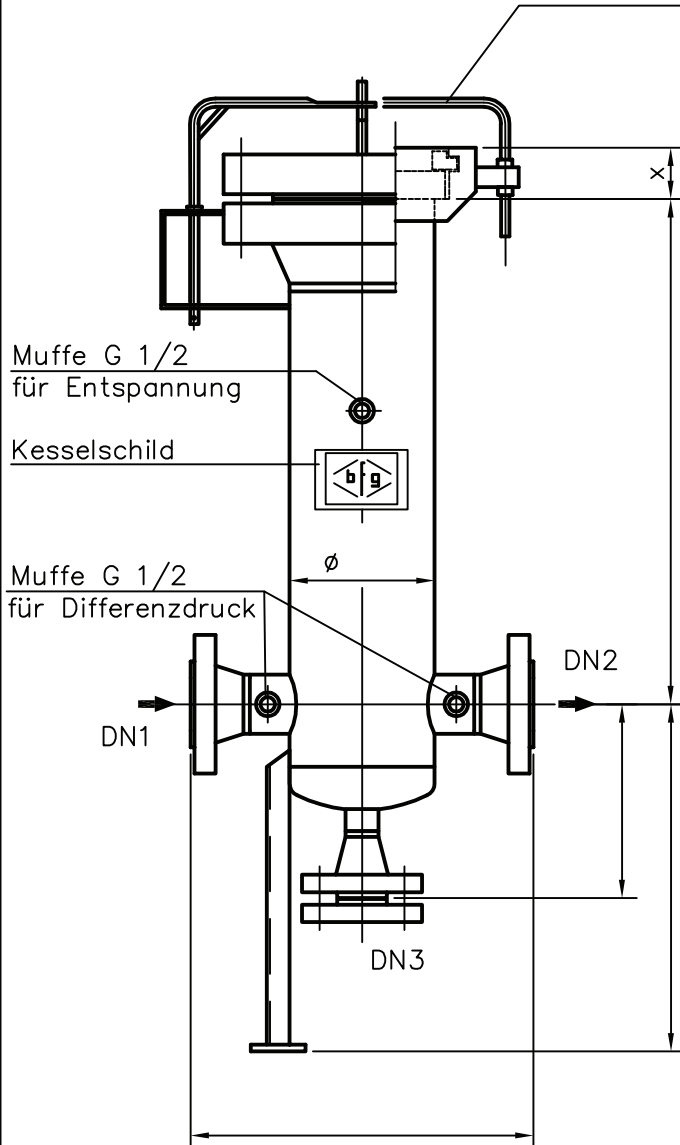 x
Muffe G 1/2
für Entspannung
Kesselschild
bfg
ø
Muffe G 1/2
für Differenzdruck
DN2
DN1
DN3